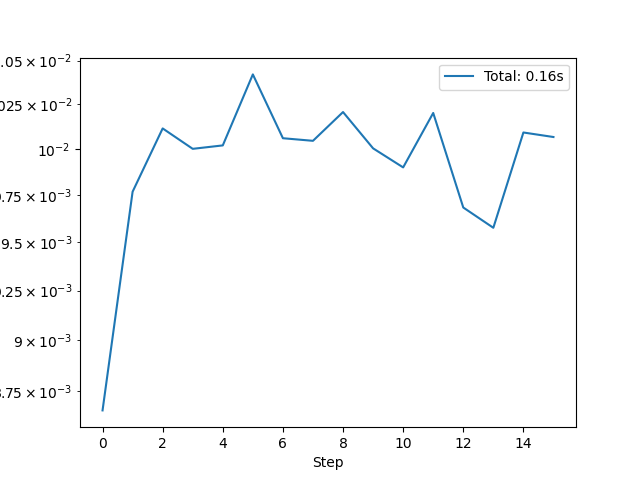 .05 × 10⁻²
Total: 0.16s
025 × 10⁻²
10⁻²
.75 × 10⁻³
9.5 × 10⁻³
.25 × 10⁻³
9 × 10⁻³
.75 × 10⁻³
0 2 4 6 8 10 12 14
Step